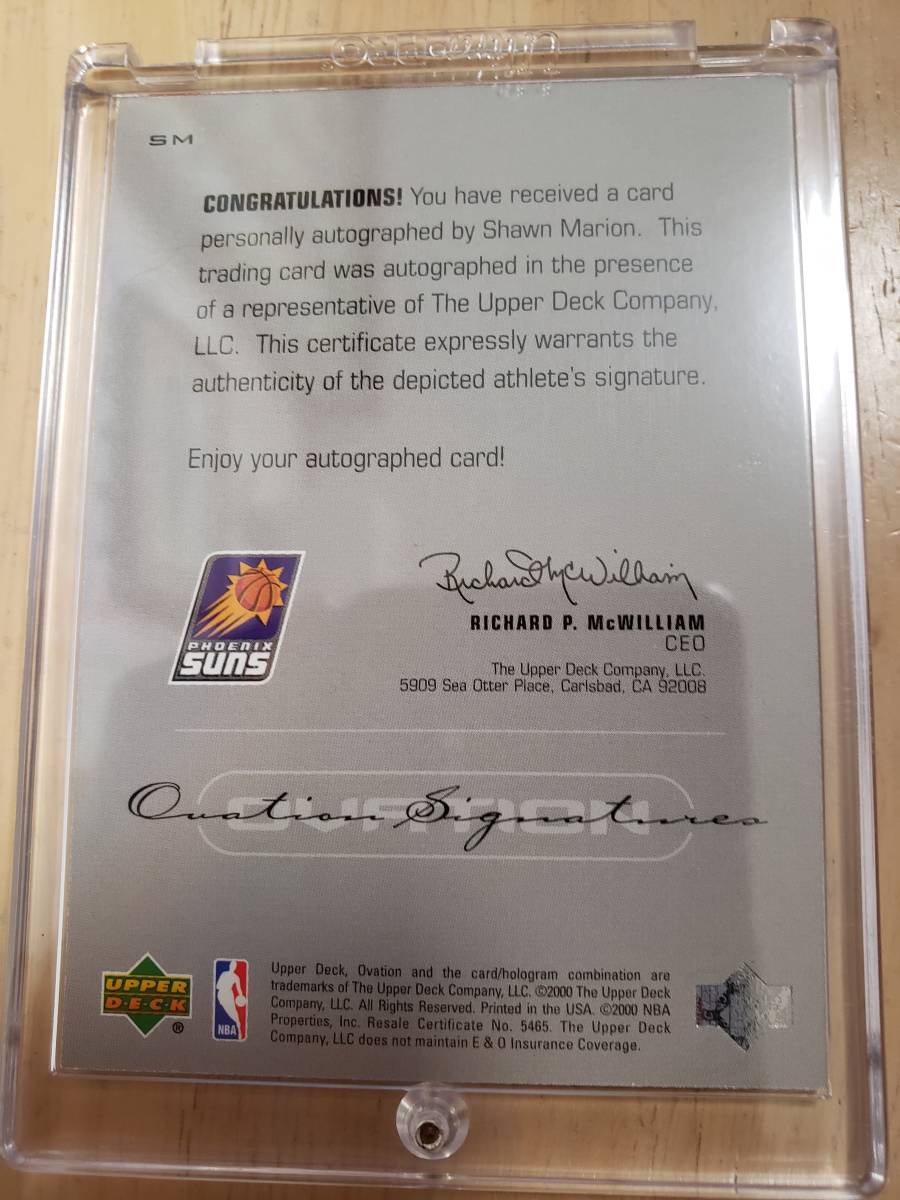 UltraPRO.
SM
CONGRATULATIONS! You have received a card
personally autographed by Shawn Marion. This
trading card was autographed in the presence
of a representative of The Upper Deck Company,
LLC. This certificate expressly warrants the
authenticity of the depicted athlete's signature.
Enjoy your autographed card!
PHOENIX
SUNS
Richard McWilliam
RICHARD P. McWILLIAM
CEO
The Upper Deck Company, LLC.
5909 Sea Otter Place, Carlsbad, CA 92008
OVATION
Ovation Signatures
UPPER
D·E·C·K
®
NBA
Upper Deck, Ovation and the card/hologram combination are
trademarks of The Upper Deck Company, LLC. ©2000 The Upper Deck
Company, LLC. All Rights Reserved. Printed in the USA. ©2000 NBA
Properties, Inc. Resale Certificate No. 5465. The Upper Deck
Company, LLC does not maintain E & O Insurance Coverage.